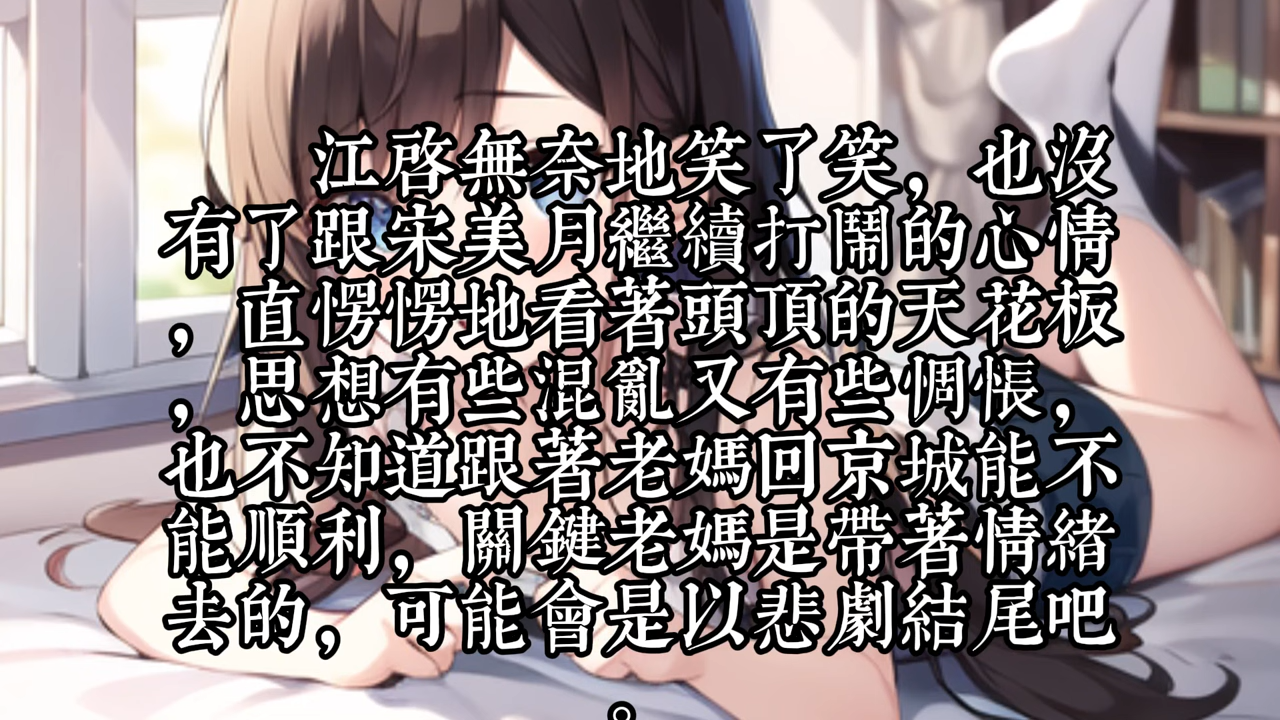 江啓無奈地笑了笑，也沒
有了跟宋美月繼續打鬧的心情
，直愣愣地看著頭頂的天花板
，思想有些混亂又有些惆悵，
也不知道跟著老媽回京城能不
能順利，關鍵老媽是帶著情緒
去的，可能會是以悲劇結尾吧
。